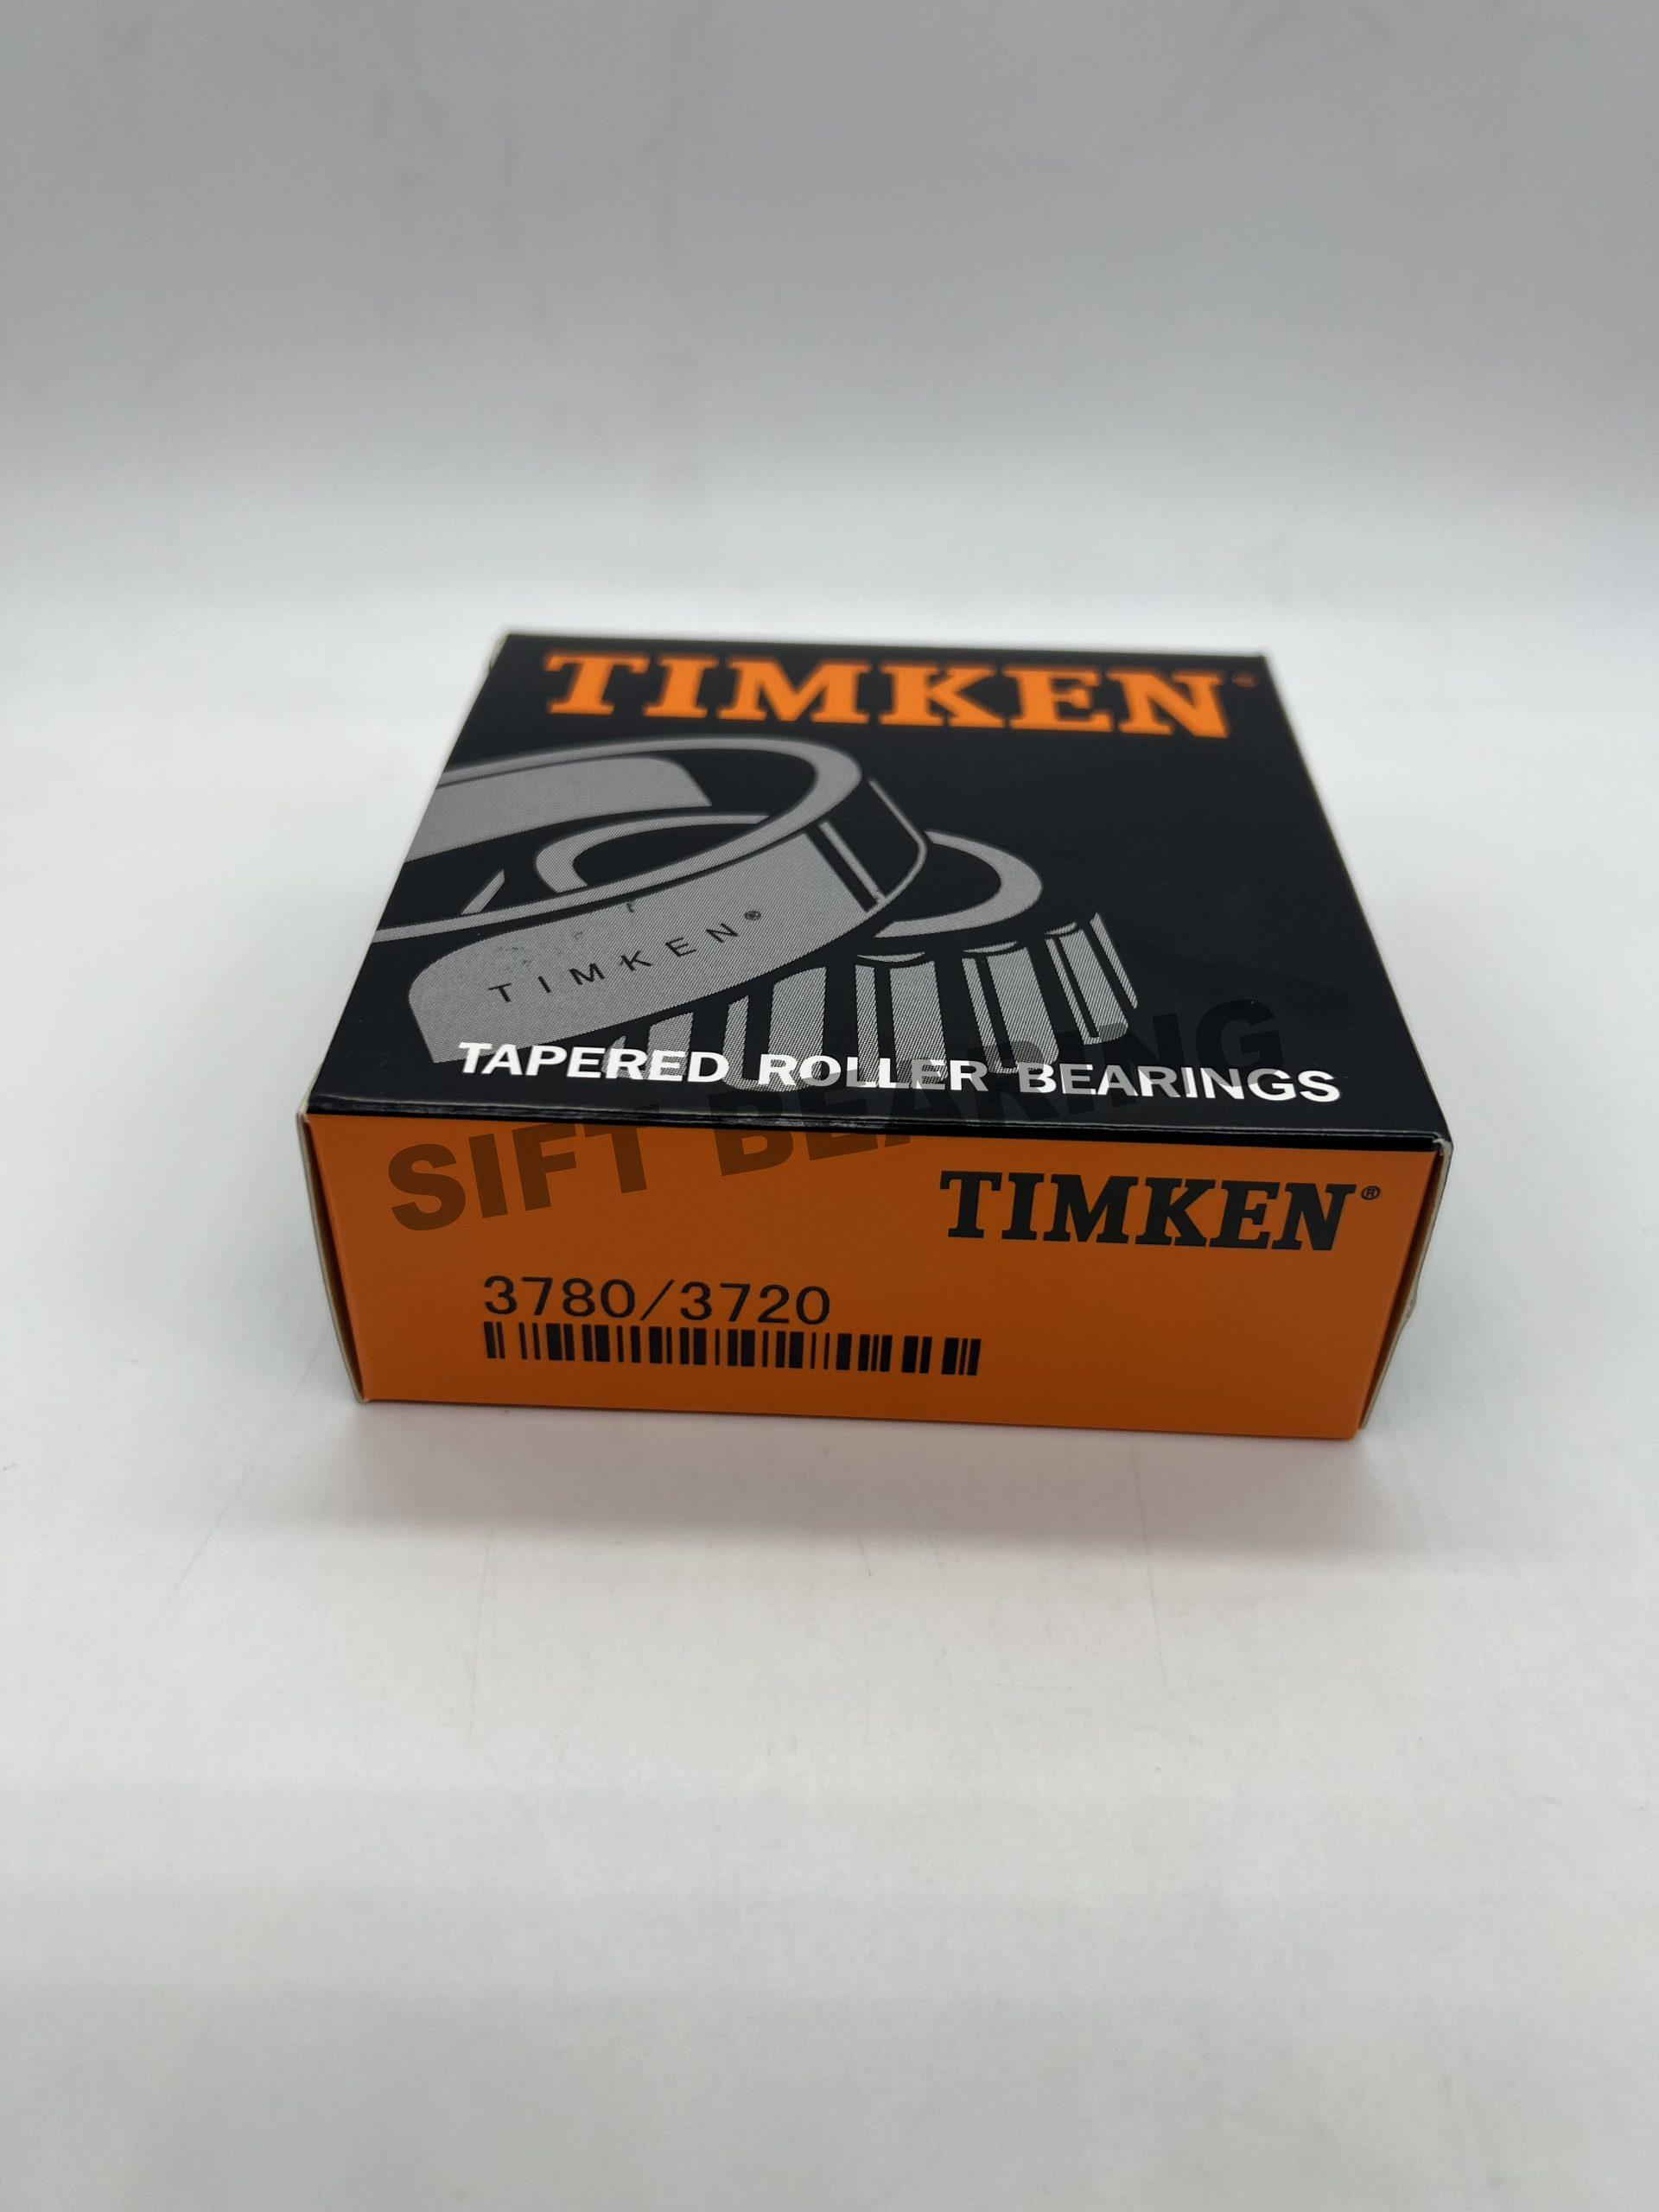 TIMKEN®
TIMKEN®
TAPERED ROLLER BEARINGS
SIFT BEARING
TIMKEN®
3780/3720